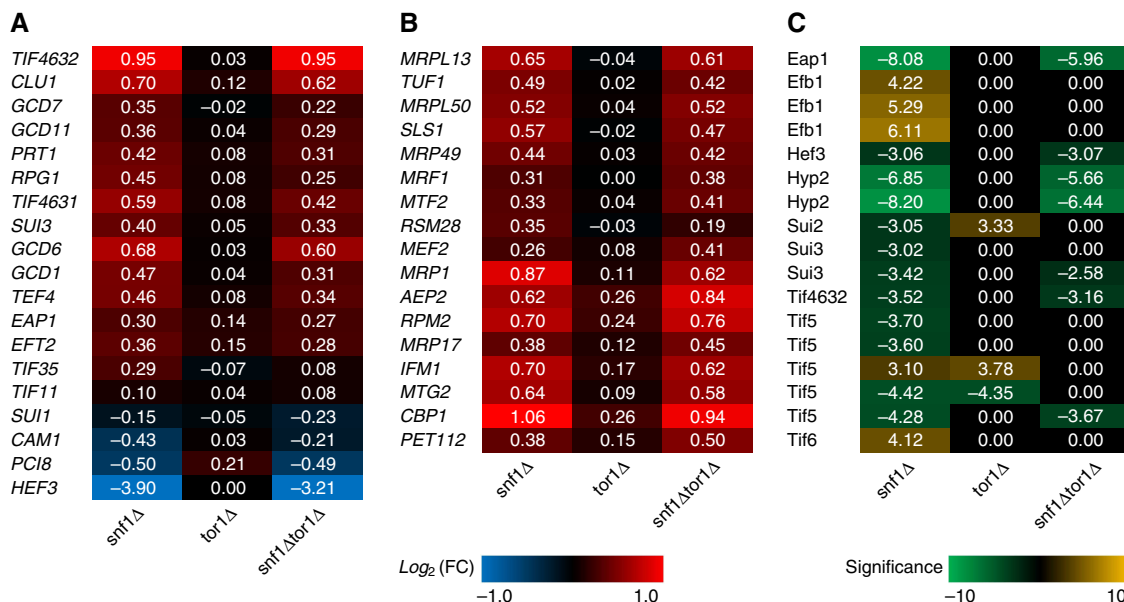 A
TIF4632 0.95 0.03 0.95
CLU1 0.70 0.12 0.62
GCD7 0.35 −0.02 0.22
GCD11 0.36 0.04 0.29
PRT1 0.42 0.08 0.31
RPG1 0.45 0.08 0.25
TIF4631 0.59 0.08 0.42
SUI3 0.40 0.05 0.33
GCD6 0.68 0.03 0.60
GCD1 0.47 0.04 0.31
TEF4 0.46 0.08 0.34
EAP1 0.30 0.14 0.27
EFT2 0.36 0.15 0.28
TIF35 0.29 −0.07 0.08
TIF11 0.10 0.04 0.08
SUI1 −0.15 −0.05 −0.23
CAM1 −0.43 0.03 −0.21
PCI8 −0.50 0.21 −0.49
HEF3 −3.90 0.00 −3.21
snf1Δ tor1Δ snf1Δtor1Δ
B
MRPL13 0.65 −0.04 0.61
TUF1 0.49 0.02 0.42
MRPL50 0.52 0.04 0.52
SLS1 0.57 −0.02 0.47
MRP49 0.44 0.03 0.42
MRF1 0.31 0.00 0.38
MTF2 0.33 0.04 0.41
RSM28 0.35 −0.03 0.19
MEF2 0.26 0.08 0.41
MRP1 0.87 0.11 0.62
AEP2 0.62 0.26 0.84
RPM2 0.70 0.24 0.76
MRP17 0.38 0.12 0.45
IFM1 0.70 0.17 0.62
MTG2 0.64 0.09 0.58
CBP1 1.06 0.26 0.94
PET112 0.38 0.15 0.50
snf1Δ tor1Δ snf1Δtor1Δ
Log2 (FC)
−1.0 1.0
C
Eap1 −8.08 0.00 −5.96
Efb1 4.22 0.00 0.00
Efb1 5.29 0.00 0.00
Efb1 6.11 0.00 0.00
Hef3 −3.06 0.00 −3.07
Hyp2 −6.85 0.00 −5.66
Hyp2 −8.20 0.00 −6.44
Sui2 −3.05 3.33 0.00
Sui3 −3.02 0.00 0.00
Sui3 −3.42 0.00 −2.58
Tif4632 −3.52 0.00 −3.16
Tif5 −3.70 0.00 0.00
Tif5 −3.60 0.00 0.00
Tif5 3.10 3.78 0.00
Tif5 −4.42 −4.35 0.00
Tif5 −4.28 0.00 −3.67
Tif6 4.12 0.00 0.00
snf1Δ tor1Δ snf1Δtor1Δ
Significance
−10 10